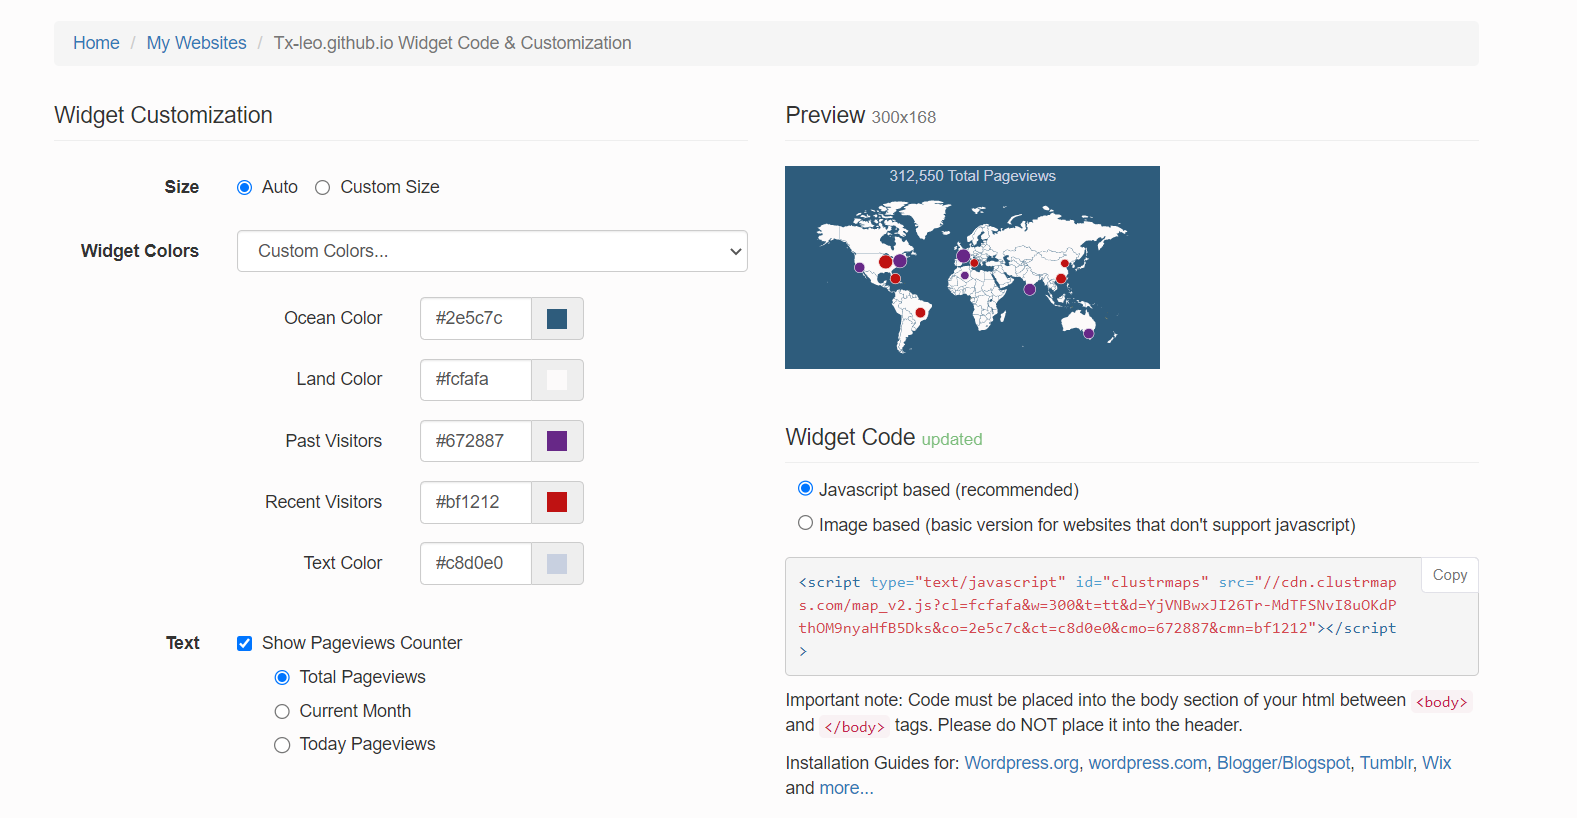 Home / My Websites / Tx-leo.github.io Widget Code & Customization
Widget Customization
Size
Auto
Custom Size
Widget Colors
Custom Colors...
Ocean Color
#2e5c7c
Land Color
#fcfafa
Past Visitors
#672887
Recent Visitors
#bf1212
Text Color
#c8d0e0
Text
Show Pageviews Counter
Total Pageviews
Current Month
Today Pageviews
Preview 300x168
312,550 Total Pageviews
Widget Code updated
Javascript based (recommended)
Image based (basic version for websites that don't support javascript)
Copy
<script type="text/javascript" id="clustrmaps" src="//cdn.clustrmap
s.com/map_v2.js?cl=fcfafa&w=300&t=tt&d=YjVNBwxJI26Tr-MdTFSNvI8uOKdP
thOM9nyaHfB5Dks&co=2e5c7c&ct=c8d0e0&cmo=672887&cmn=bf1212"></script
>
Important note: Code must be placed into the body section of your html between <body>
and </body> tags. Please do NOT place it into the header.
Installation Guides for: Wordpress.org, wordpress.com, Blogger/Blogspot, Tumblr, Wix
and more...